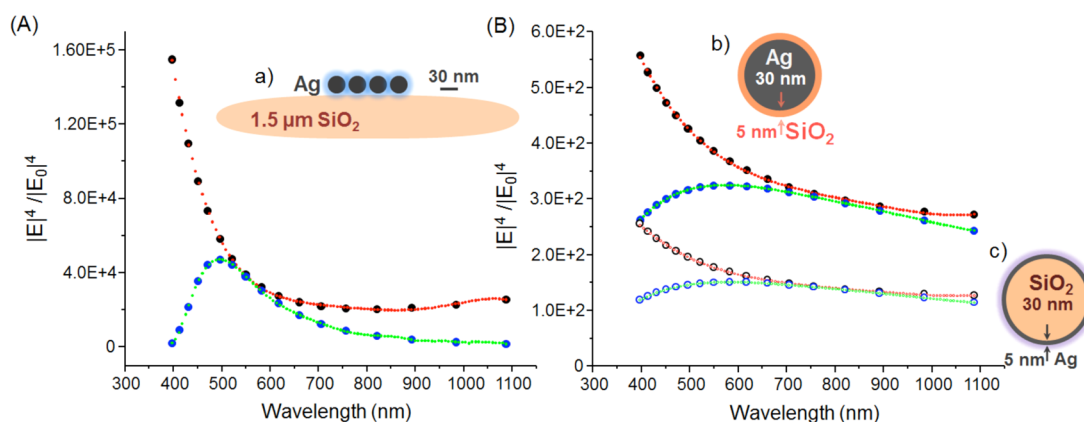 (A)
|E|⁴ /|E₀|⁴
1.60E+5
1.20E+5
8.00E+4
4.00E+4
0
300 400 500 600 700 800 900 1000 1100
Wavelength (nm)
a)
Ag
30 nm
1.5 µm SiO₂
(B)
|E|⁴ /|E₀|⁴
6.0E+2
5.0E+2
4.0E+2
3.0E+2
2.0E+2
1.0E+2
0
300 400 500 600 700 800 900 1000 1100
Wavelength (nm)
b)
Ag
30 nm
5 nm SiO₂
c)
SiO₂
30 nm
5 nm Ag